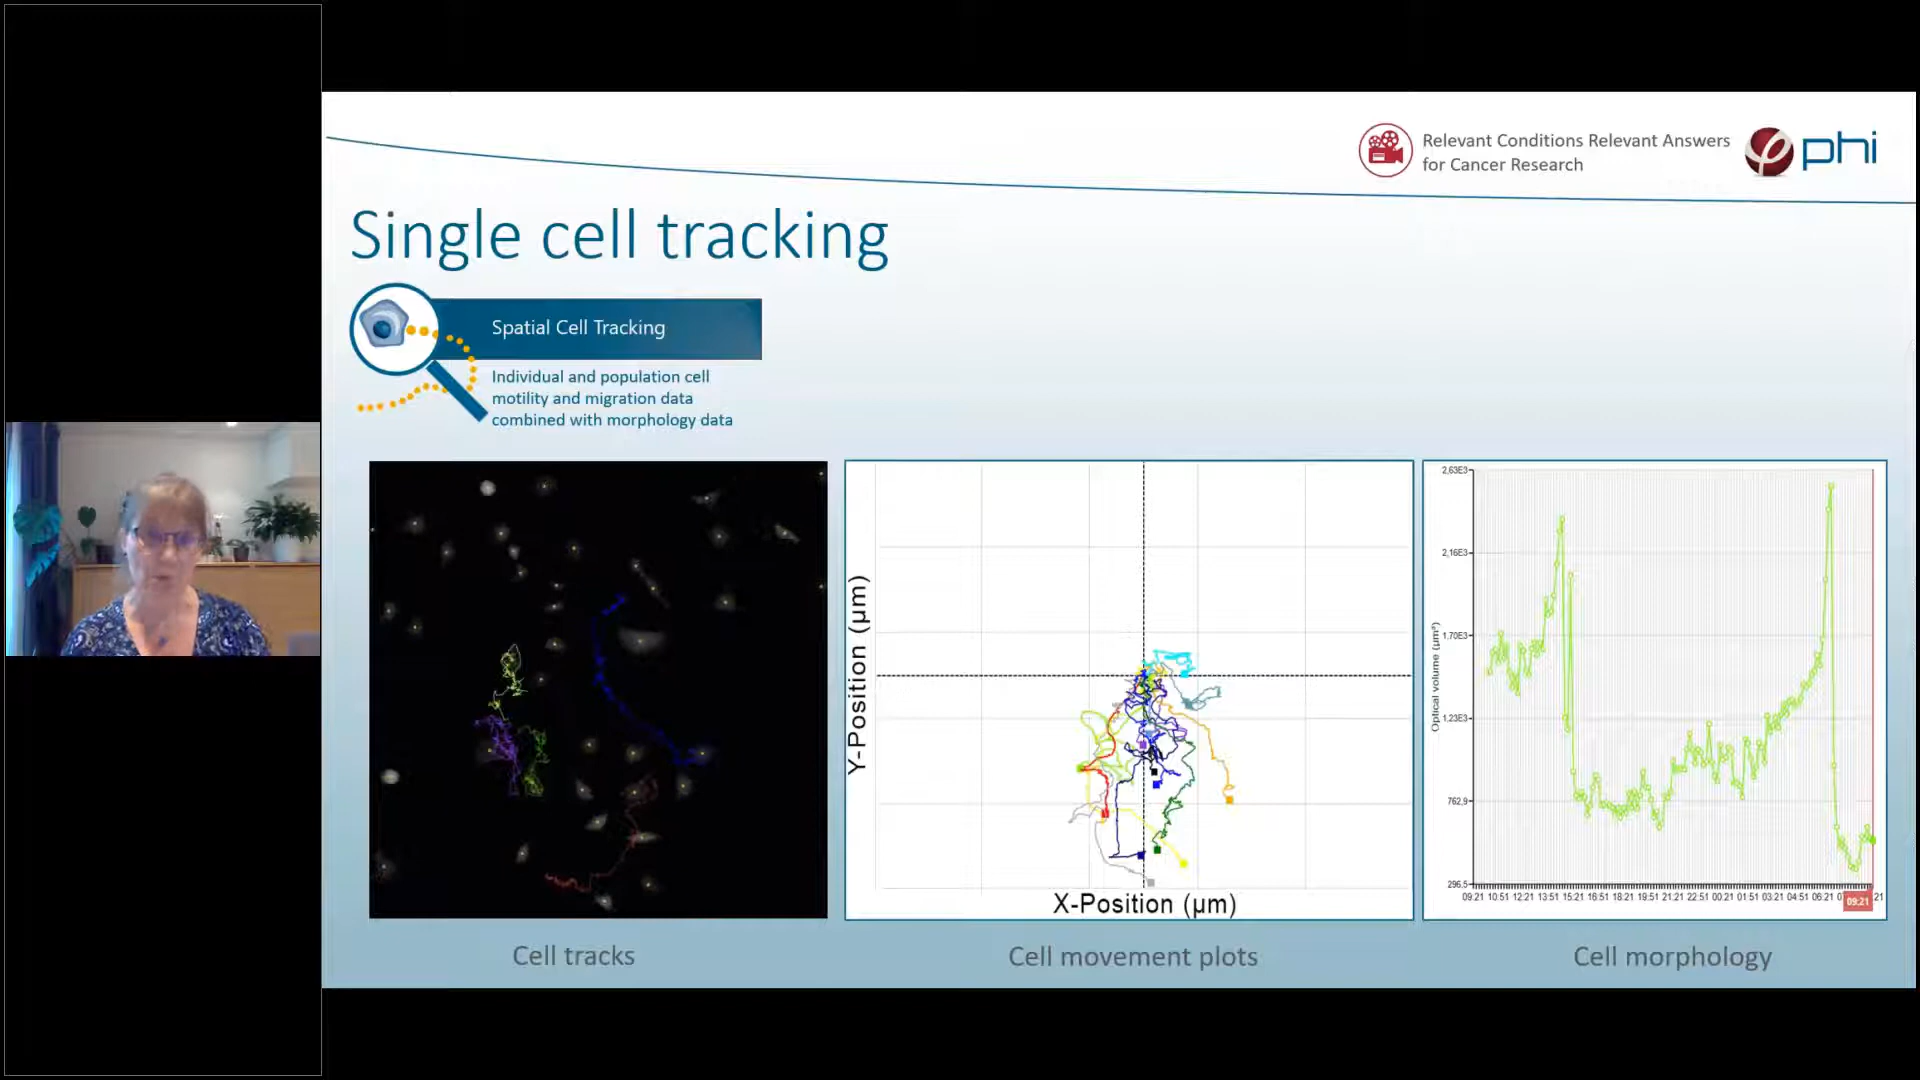 Relevant Conditions Relevant Answers
for Cancer Research
phi
Single cell tracking
Spatial Cell Tracking
Individual and population cell
motility and migration data
combined with morphology data
Y-Position (µm)
X-Position (µm)
Optical volume (µm³)
2,63E3
2,16E3
1,70E3
1,23E3
762,9
296,5
09:21 10:51 12:21 13:51 15:21 16:51 18:21 19:51 21:21 22:51 00:21 01:51 03:21 04:51 06:21 09:21 21
Cell tracks
Cell movement plots
Cell morphology